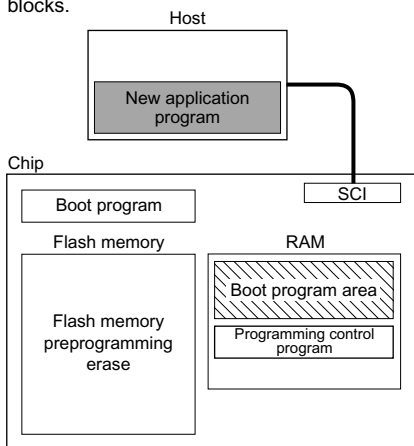 blocks.
Host
New application
program
Chip
SCI
Boot program
Flash memory
RAM
Flash memory
preprogramming
erase
Boot program area
Programming control
program